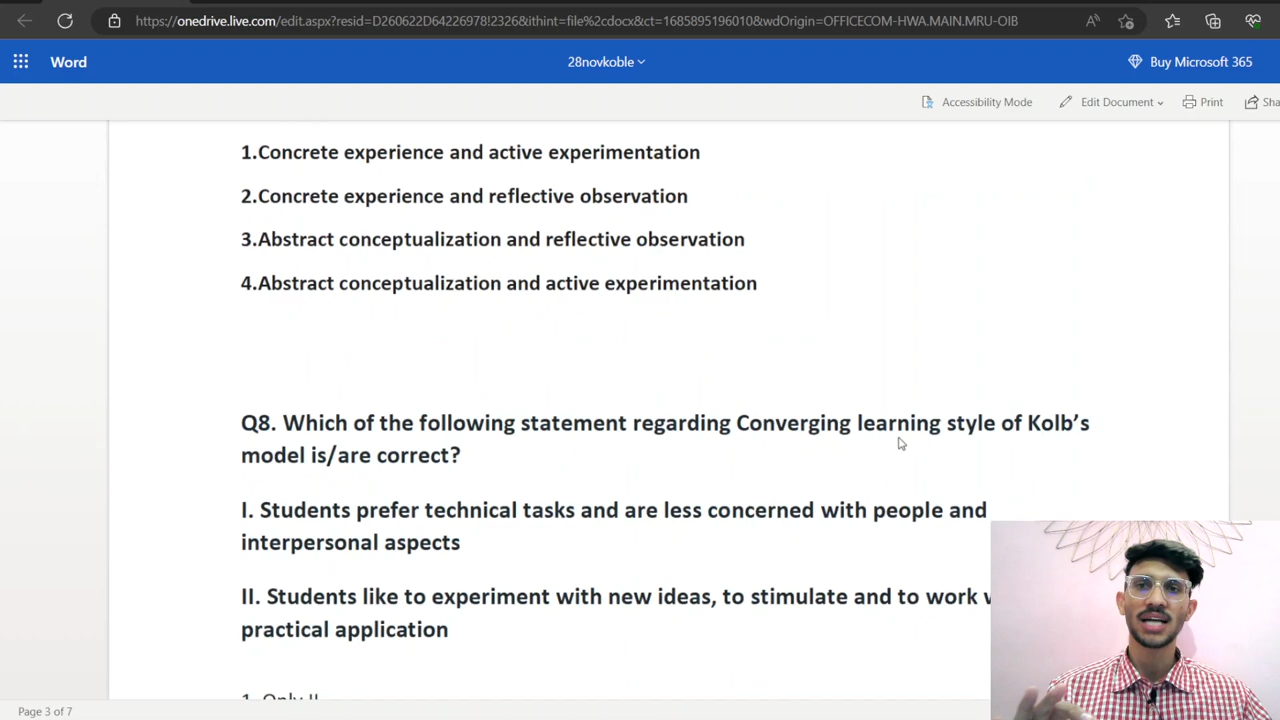 https://onedrive.live.com/edit.aspx?resid=D260622D64226978!2326&ithint=file%2cdocx&ct=1685895196010&wdOrigin=OFFICECOM-HWA.MAIN.MRU-OIB
Word
28novkoble
Buy Microsoft 365
Accessibility Mode
Edit Document
Print
Sha
1.Concrete experience and active experimentation
2.Concrete experience and reflective observation
3.Abstract conceptualization and reflective observation
4.Abstract conceptualization and active experimentation
Q8. Which of the following statement regarding Converging learning style of Kolb’s
model is/are correct?
I. Students prefer technical tasks and are less concerned with people and
interpersonal aspects
II. Students like to experiment with new ideas, to stimulate and to work
practical application
1. Only II
Page 3 of 7